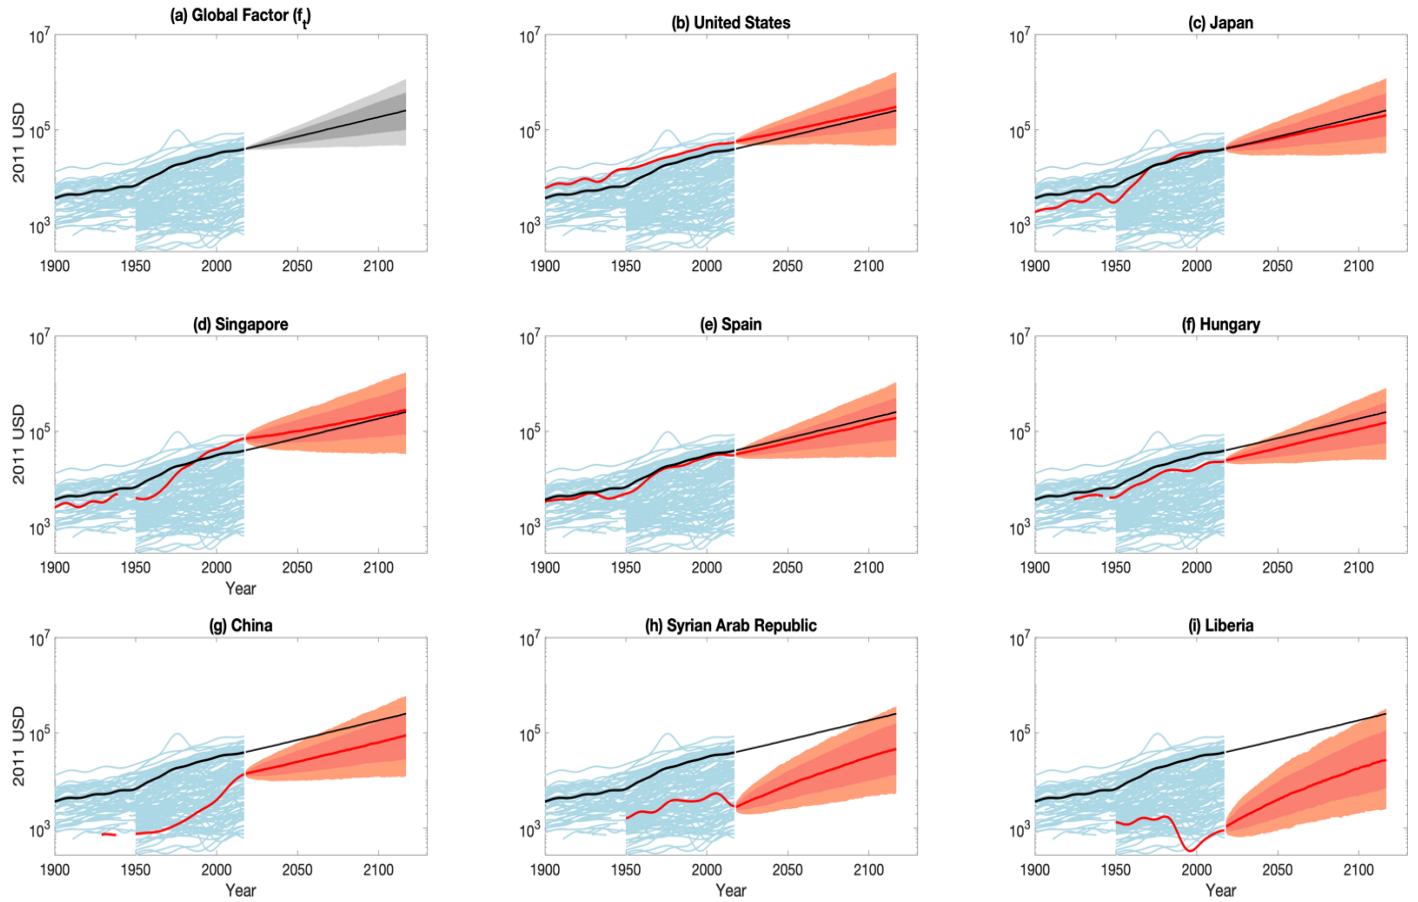 (a) Global Factor (f_t)
(b) United States
(c) Japan
10^7
10^5
10^3
2011 USD
1900 1950 2000 2050 2100
10^7
10^5
10^3
1900 1950 2000 2050 2100
10^7
10^5
10^3
1900 1950 2000 2050 2100
(d) Singapore
(e) Spain
(f) Hungary
10^7
10^5
10^3
2011 USD
1900 1950 2000 2050 2100
Year
10^7
10^5
10^3
1900 1950 2000 2050 2100
10^7
10^5
10^3
1900 1950 2000 2050 2100
(g) China
(h) Syrian Arab Republic
(i) Liberia
10^7
10^5
10^3
2011 USD
1900 1950 2000 2050 2100
Year
10^7
10^5
10^3
1900 1950 2000 2050 2100
Year
10^7
10^5
10^3
1900 1950 2000 2050 2100
Year